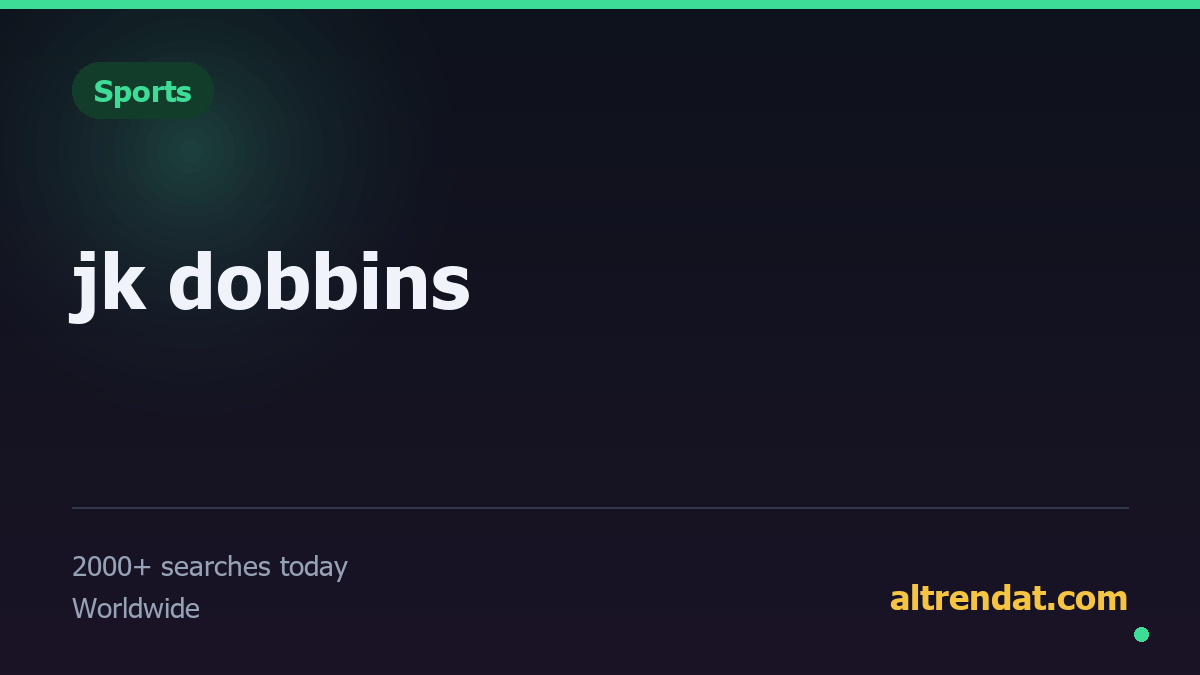 Sports
jk dobbins
2000+ searches today
Worldwide
altrendat.com